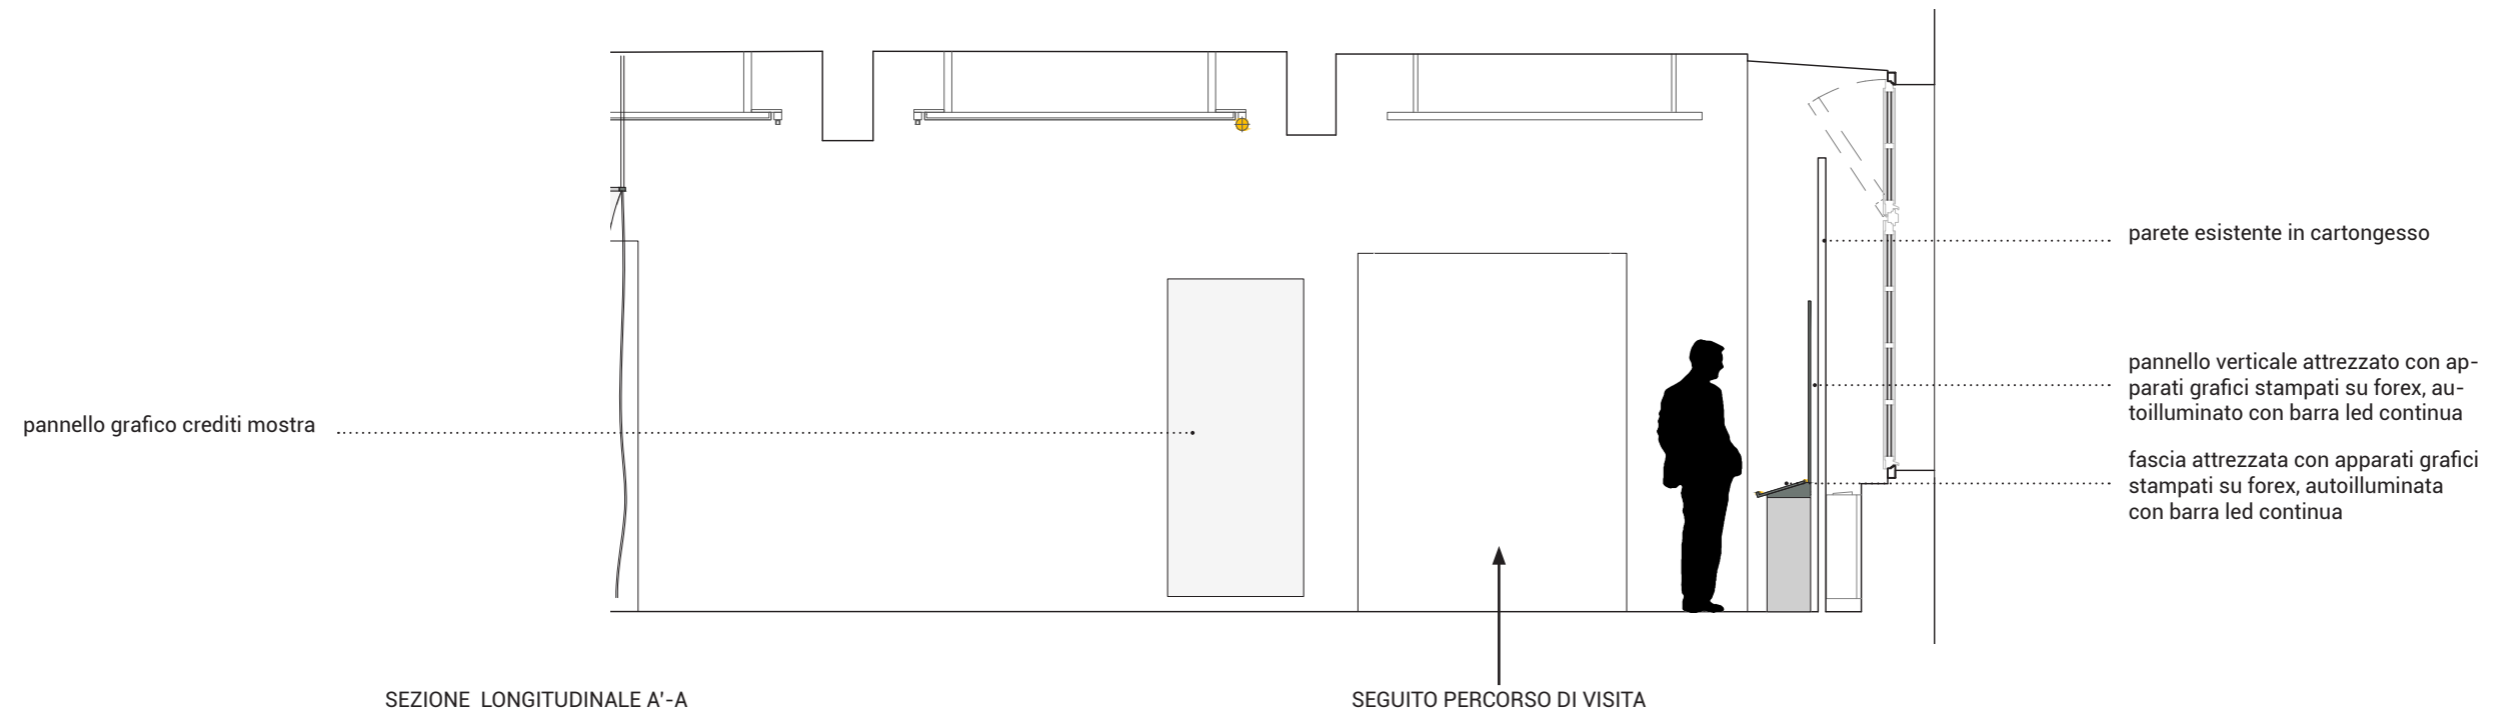 parete esistente in cartongesso
pannello verticale attrezzato con ap-
parati grafici stampati su forex, au-
toilluminato con barra led continua
pannello grafico crediti mostra
fascia attrezzata con apparati grafici
stampati su forex, autoilluminata
con barra led continua
SEZIONE LONGITUDINALE A'-A
SEGUITO PERCORSO DI VISITA